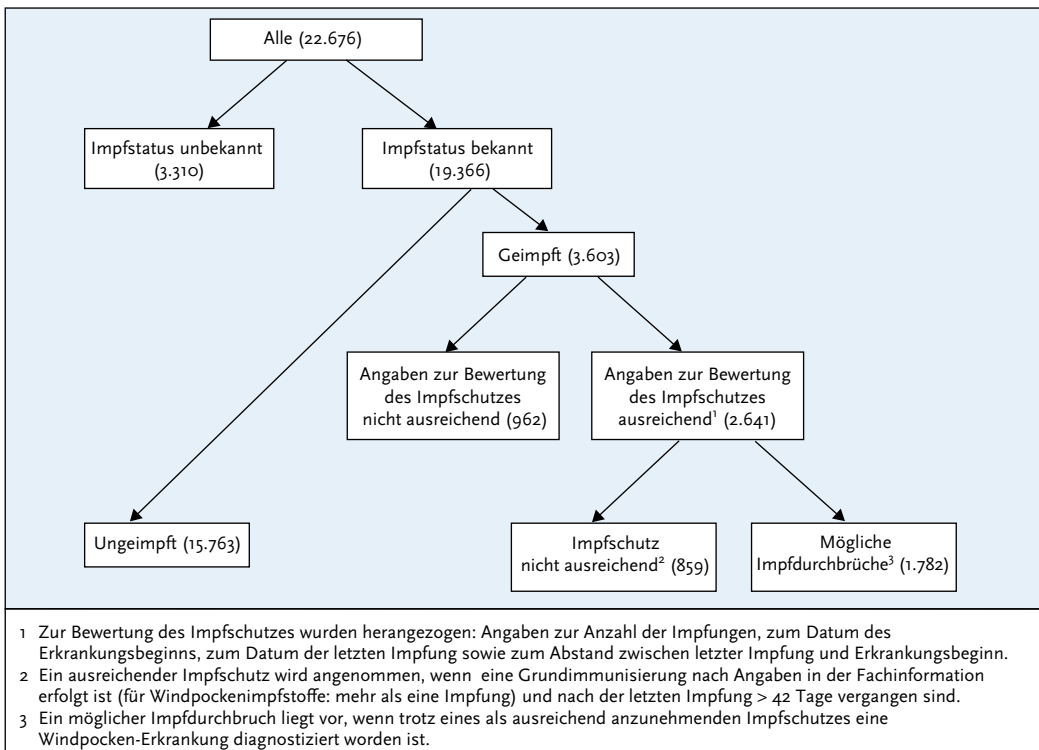 Alle (22.676)
Impfstatus unbekannt
(3.310)
Impfstatus bekannt
(19.366)
Geimpft (3.603)
Angaben zur Bewertung
des Impfschutzes
nicht ausreichend (962)
Angaben zur Bewertung
des Impfschutzes
ausreichend¹ (2.641)
Ungeimpft (15.763)
Impfschutz
nicht ausreichend² (859)
Mögliche
Impfdurchbrüche³ (1.782)
1 Zur Bewertung des Impfschutzes wurden herangezogen: Angaben zur Anzahl der Impfungen, zum Datum des
Erkrankungsbeginns, zum Datum der letzten Impfung sowie zum Abstand zwischen letzter Impfung und Erkrankungsbeginn.
2 Ein ausreichender Impfschutz wird angenommen, wenn eine Grundimmunisierung nach Angaben in der Fachinformation
erfolgt ist (für Windpockenimpfstoffe: mehr als eine Impfung) und nach der letzten Impfung > 42 Tage vergangen sind.
3 Ein möglicher Impfdurchbruch liegt vor, wenn trotz eines als ausreichend anzunehmenden Impfschutzes eine
Windpocken-Erkrankung diagnostiziert worden ist.